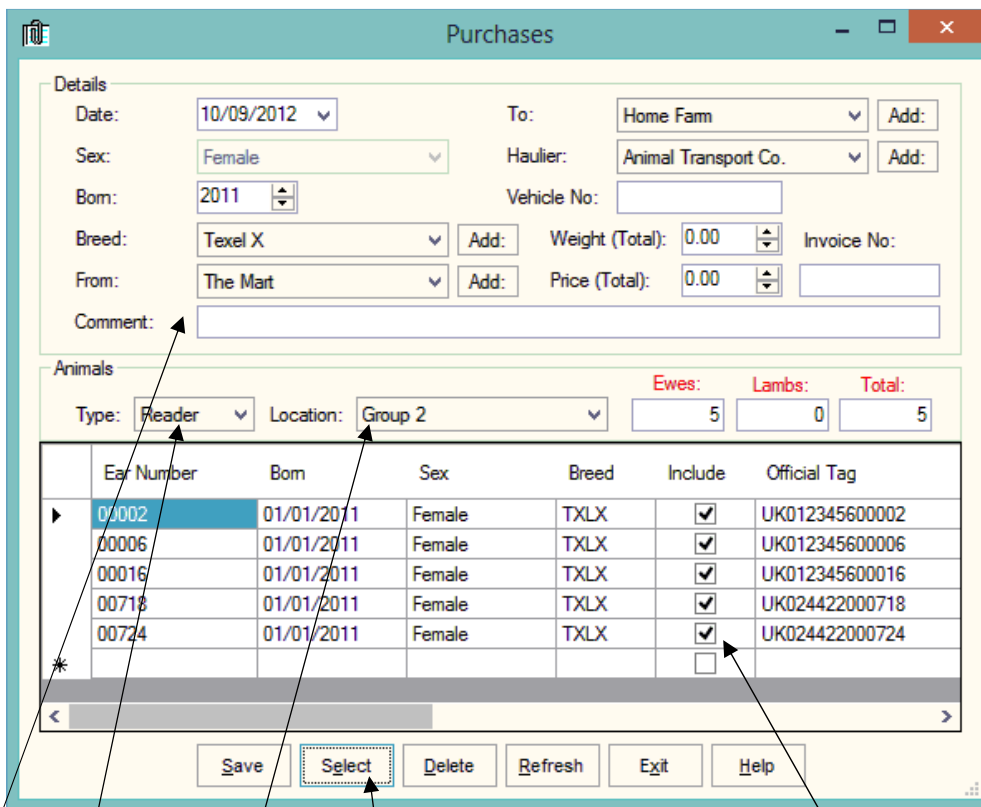 Purchases
Details
Date: 10/09/2012 To: Home Farm Add:
Sex: Female Haulier: Animal Transport Co. Add:
Born: 2011 Vehicle No:
Breed: Texel X Add: Weight (Total): 0.00 Invoice No:
From: The Mart Add: Price (Total): 0.00
Comment:
Animals
Ewes: Lambs: Total:
Type: Reader Location: Group 2 5 0 5
Ear Number Born Sex Breed Include Official Tag
00002 01/01/2011 Female TXLX UK012345600002
00006 01/01/2011 Female TXLX UK012345600006
00016 01/01/2011 Female TXLX UK012345600016
00718 01/01/2011 Female TXLX UK024422000718
00724 01/01/2011 Female TXLX UK024422000724
Save Select Delete Refresh Exit Help